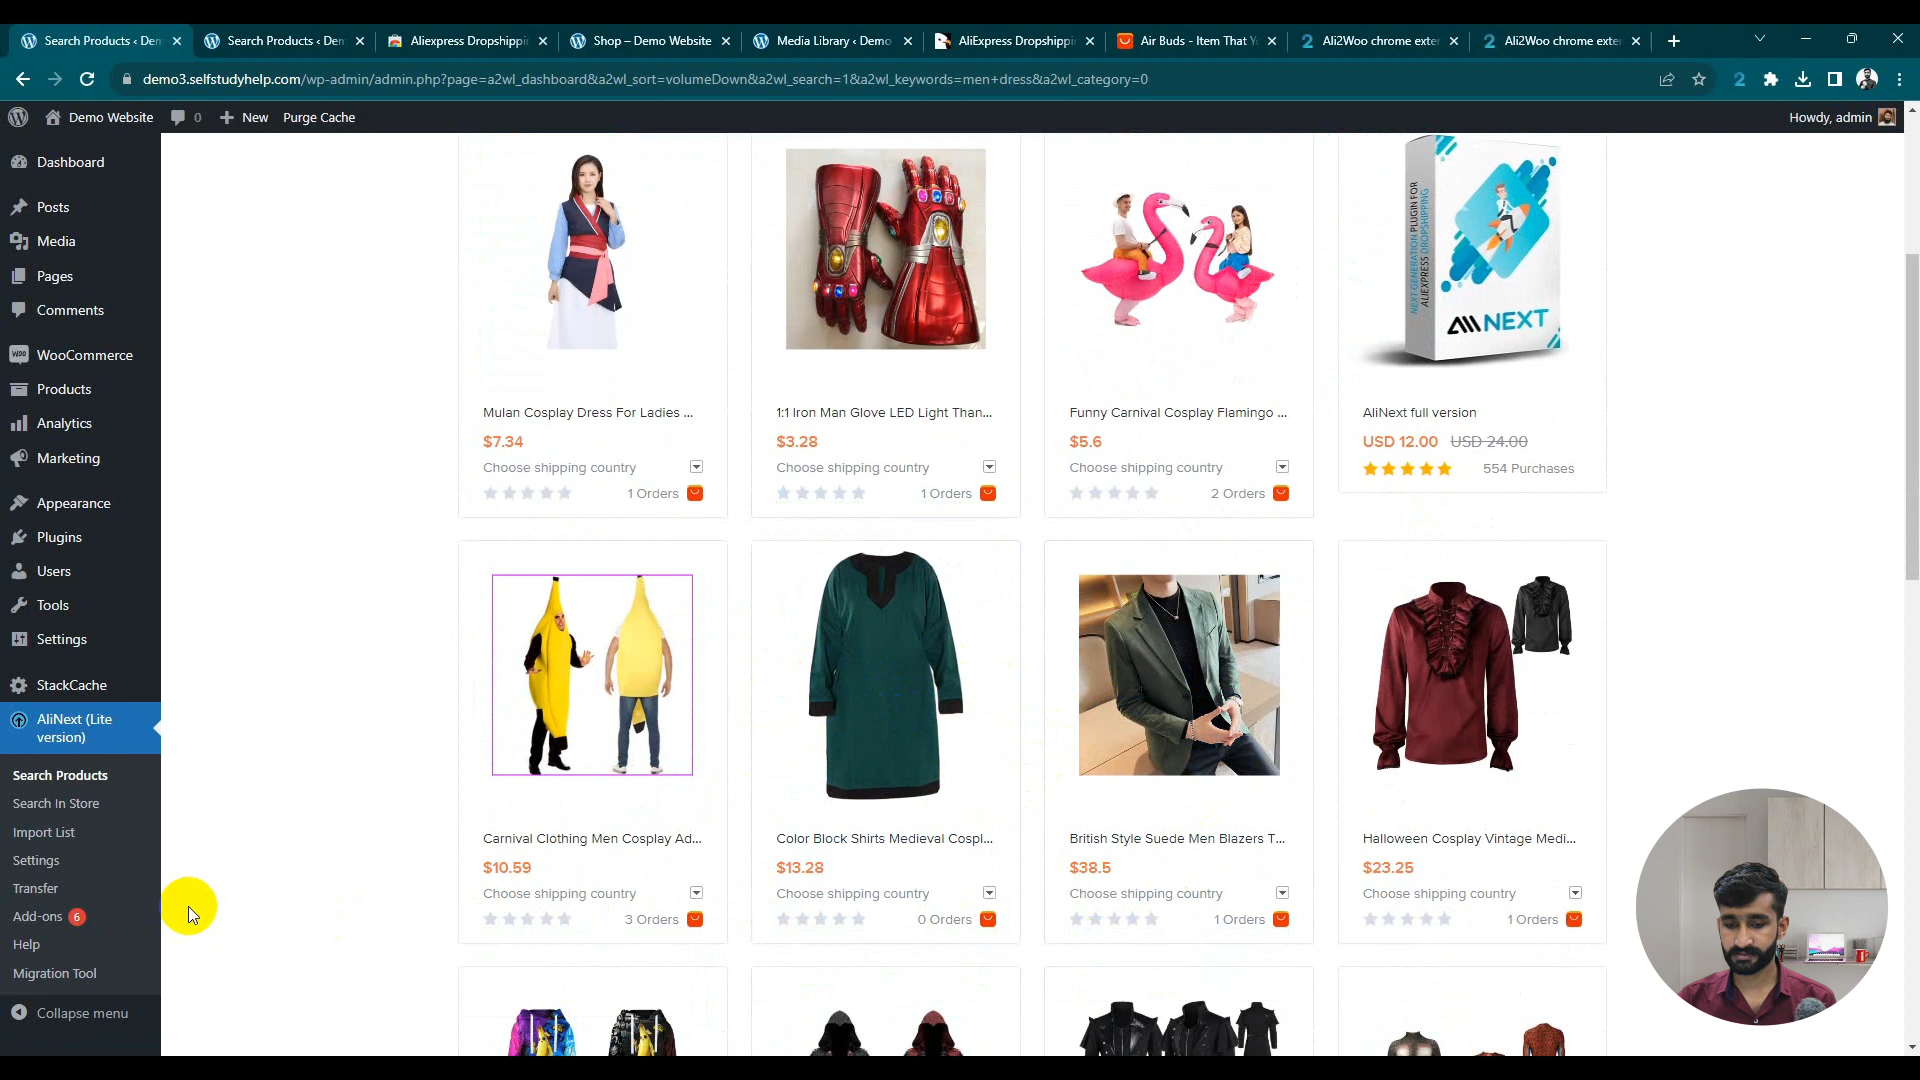 Search Products ‹ Dem
Search Products ‹ Dem
Aliexpress Dropshippi
Shop – Demo Website
Media Library ‹ Demo
AliExpress Dropshippi
Air Buds - Item That Y
2 Ali2Woo chrome exte
2 Ali2Woo chrome exte
demo3.selfstudyhelp.com/wp-admin/admin.php?page=a2wl_dashboard&a2wl_sort=volumeDown&a2wl_search=1&a2wl_keywords=men+dress&a2wl_category=0
2
Demo Website
0
New
Purge Cache
Howdy, admin
Dashboard
Posts
Media
Pages
Comments
WooCommerce
Products
Analytics
Marketing
Appearance
Plugins
Users
Tools
Settings
StackCache
AliNext (Lite
version)
Search Products
Search In Store
Import List
Settings
Transfer
Add-ons 6
Help
Migration Tool
Collapse menu
NEXT GENERATION PLUGIN FOR
ALIEXPRESS DROPSHIPPING
NEXT
Mulan Cosplay Dress For Ladies ...
$7.34
Choose shipping country
1 Orders
1:1 Iron Man Glove LED Light Than...
$3.28
Choose shipping country
1 Orders
Funny Carnival Cosplay Flamingo ...
$5.6
Choose shipping country
2 Orders
AliNext full version
USD 12.00 USD 24.00
554 Purchases
Carnival Clothing Men Cosplay Ad...
$10.59
Choose shipping country
3 Orders
Color Block Shirts Medieval Cospl...
$13.28
Choose shipping country
0 Orders
British Style Suede Men Blazers T...
$38.5
Choose shipping country
1 Orders
Halloween Cosplay Vintage Medi...
$23.25
Choose shipping country
1 Orders